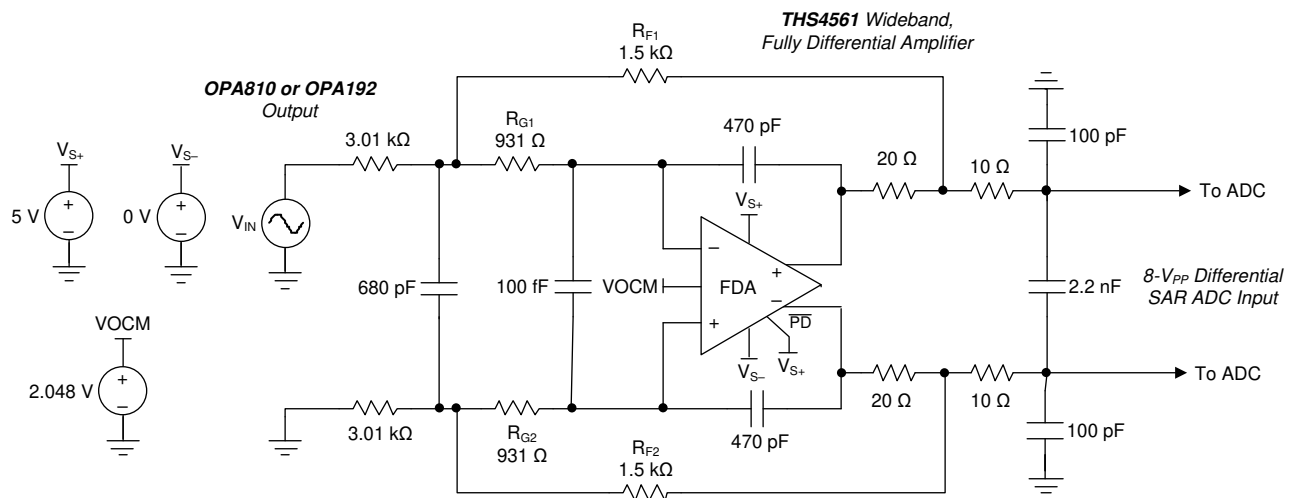 THS4561 Wideband,
Fully Differential Amplifier
RF1
1.5 kΩ
OPA810 or OPA192
Output
3.01 kΩ
RG1
931 Ω
470 pF
20 Ω
10 Ω
100 pF
VS+
5 V
+
−
VS−
0 V
+
−
VIN
VS+
To ADC
680 pF
100 fF
VOCM
−
+
FDA
+
−
PD
VS−
VS+
2.2 nF
8-VPP Differential
SAR ADC Input
VOCM
2.048 V
+
−
To ADC
3.01 kΩ
RG2
931 Ω
470 pF
20 Ω
10 Ω
100 pF
RF2
1.5 kΩ